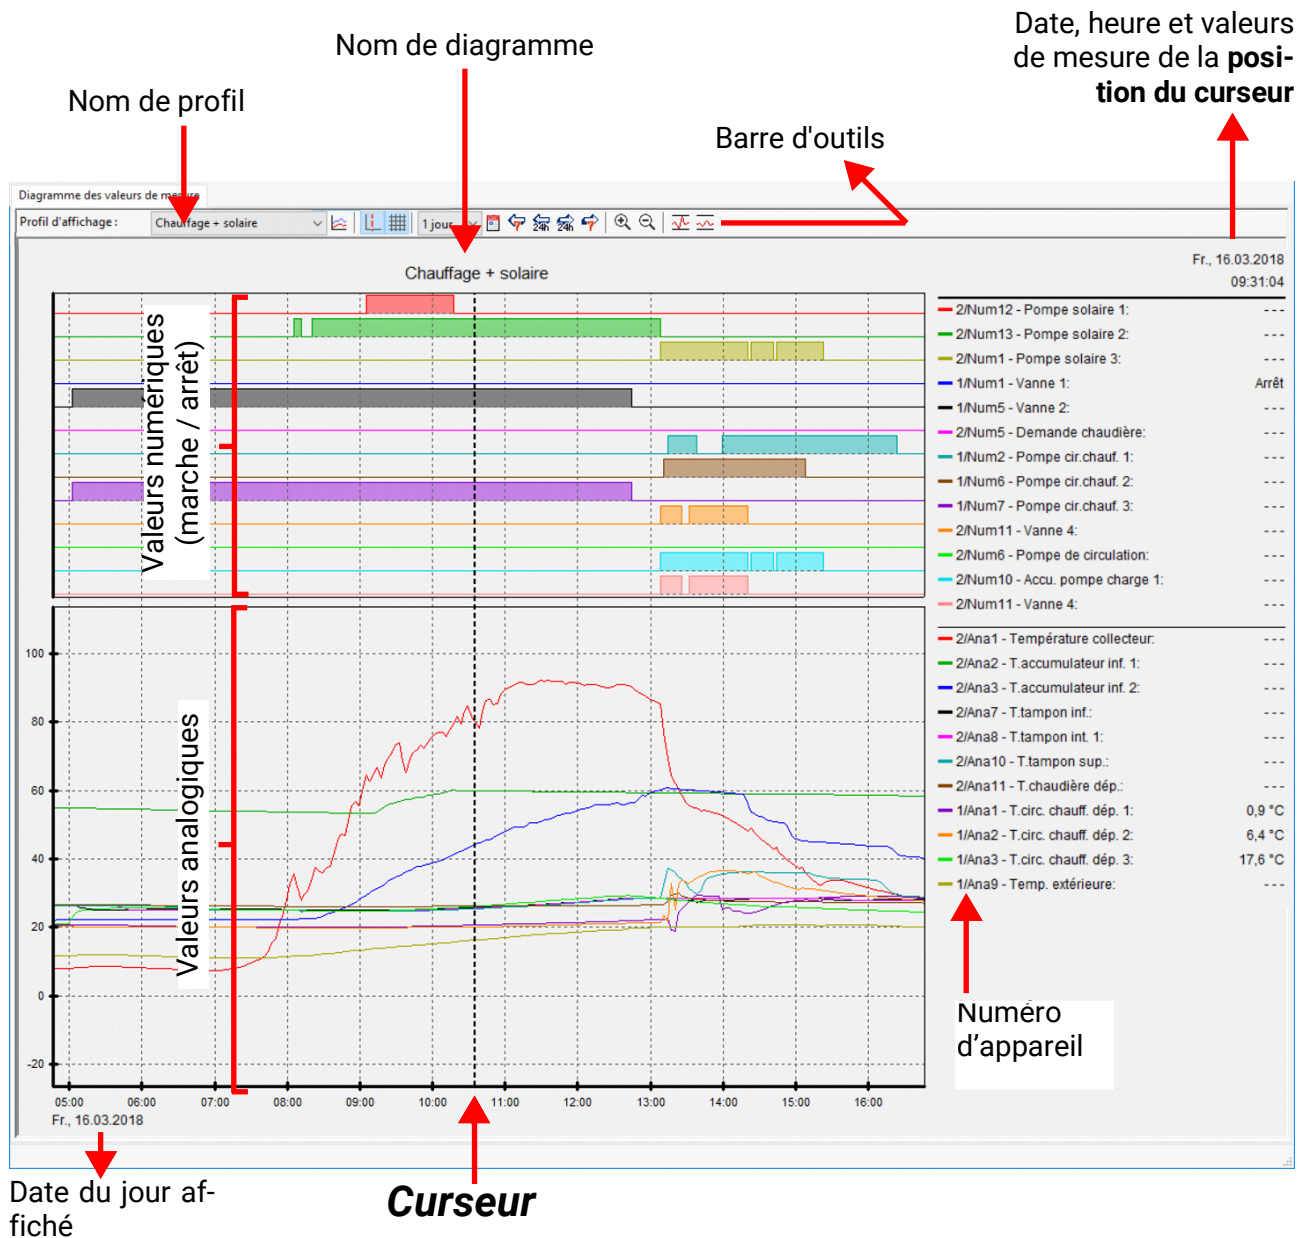 Date, heure et valeurs
de mesure de la posi-
tion du curseur
Nom de diagramme
Nom de profil
Barre d'outils
Diagramme des valeurs de mesure
Profil d'affichage :
Chauffage + solaire
1 jour
24h
24h
Chauffage + solaire
Fr., 16.03.2018
09:31:04
Valeurs numériques
(marche / arrêt)
2/Num12 - Pompe solaire 1: ---
2/Num13 - Pompe solaire 2: ---
2/Num1 - Pompe solaire 3: ---
1/Num1 - Vanne 1: Arrêt
1/Num5 - Vanne 2: ---
2/Num5 - Demande chaudière: ---
1/Num2 - Pompe cir.chauf. 1: ---
1/Num6 - Pompe cir.chauf. 2: ---
1/Num7 - Pompe cir.chauf. 3: ---
2/Num11 - Vanne 4: ---
2/Num6 - Pompe de circulation: ---
2/Num10 - Accu. pompe charge 1: ---
2/Num11 - Vanne 4: ---
Valeurs analogiques
2/Ana1 - Température collecteur: ---
2/Ana2 - T.accumulateur inf. 1: ---
2/Ana3 - T.accumulateur inf. 2: ---
2/Ana7 - T.tampon inf.: ---
2/Ana8 - T.tampon int. 1: ---
2/Ana10 - T.tampon sup.: ---
2/Ana11 - T.chaudière dép.: ---
1/Ana1 - T.circ. chauff. dép. 1: 0,9 °C
1/Ana2 - T.circ. chauff. dép. 2: 6,4 °C
1/Ana3 - T.circ. chauff. dép. 3: 17,6 °C
1/Ana9 - Temp. extérieure: ---
100
80
60
40
20
0
-20
05:00 06:00 07:00 08:00 09:00 10:00 11:00 12:00 13:00 14:00 15:00 16:00
Fr., 16.03.2018
Numéro
d’appareil
Date du jour af-
fiché
Curseur